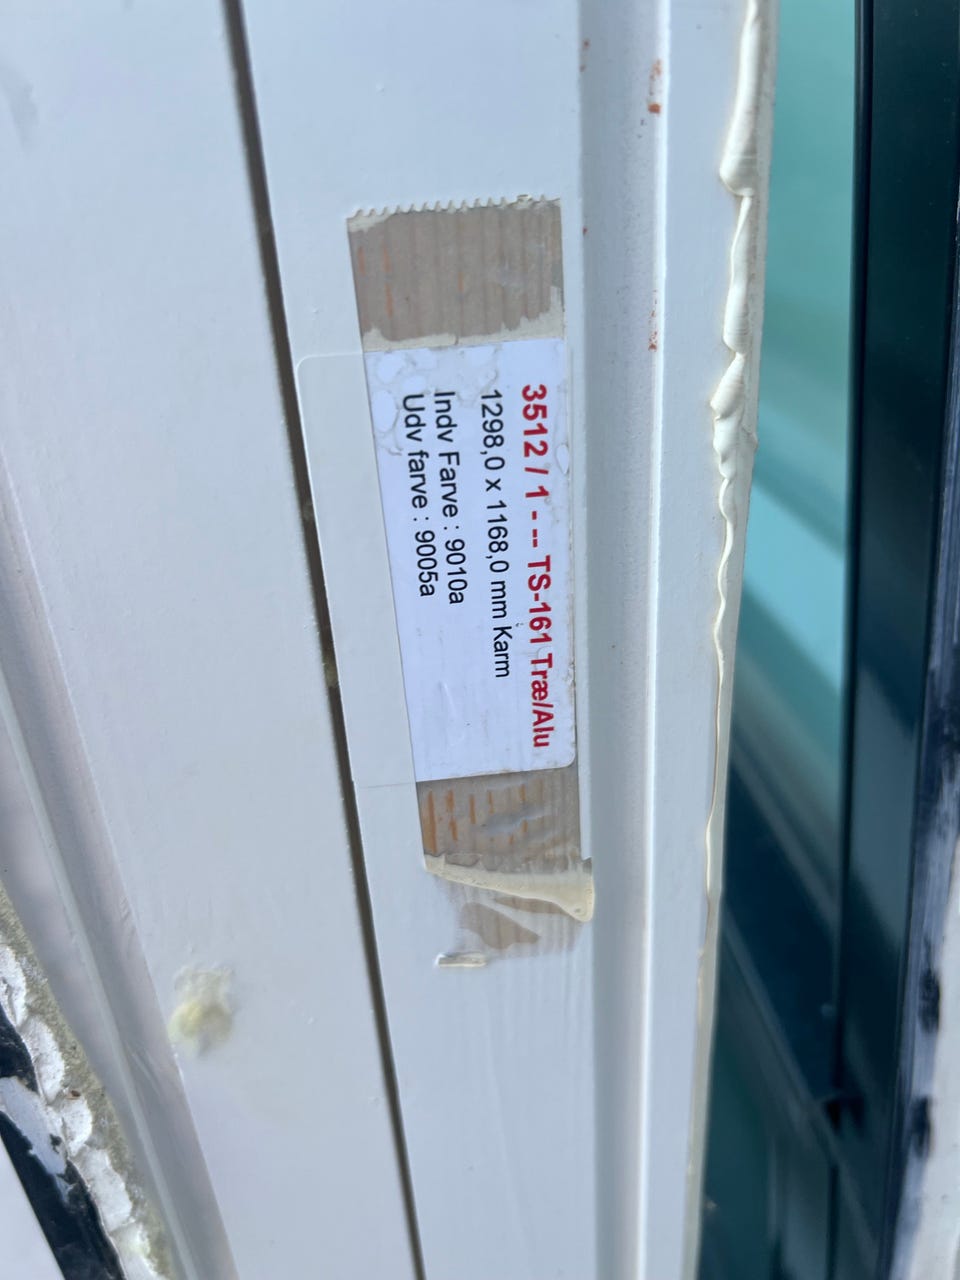 3512 / 1 - -- TS-161 Træ/Alu
1298,0 x 1168,0 mm Karm
Indv Farve : 9010a
Udv farve : 9005a